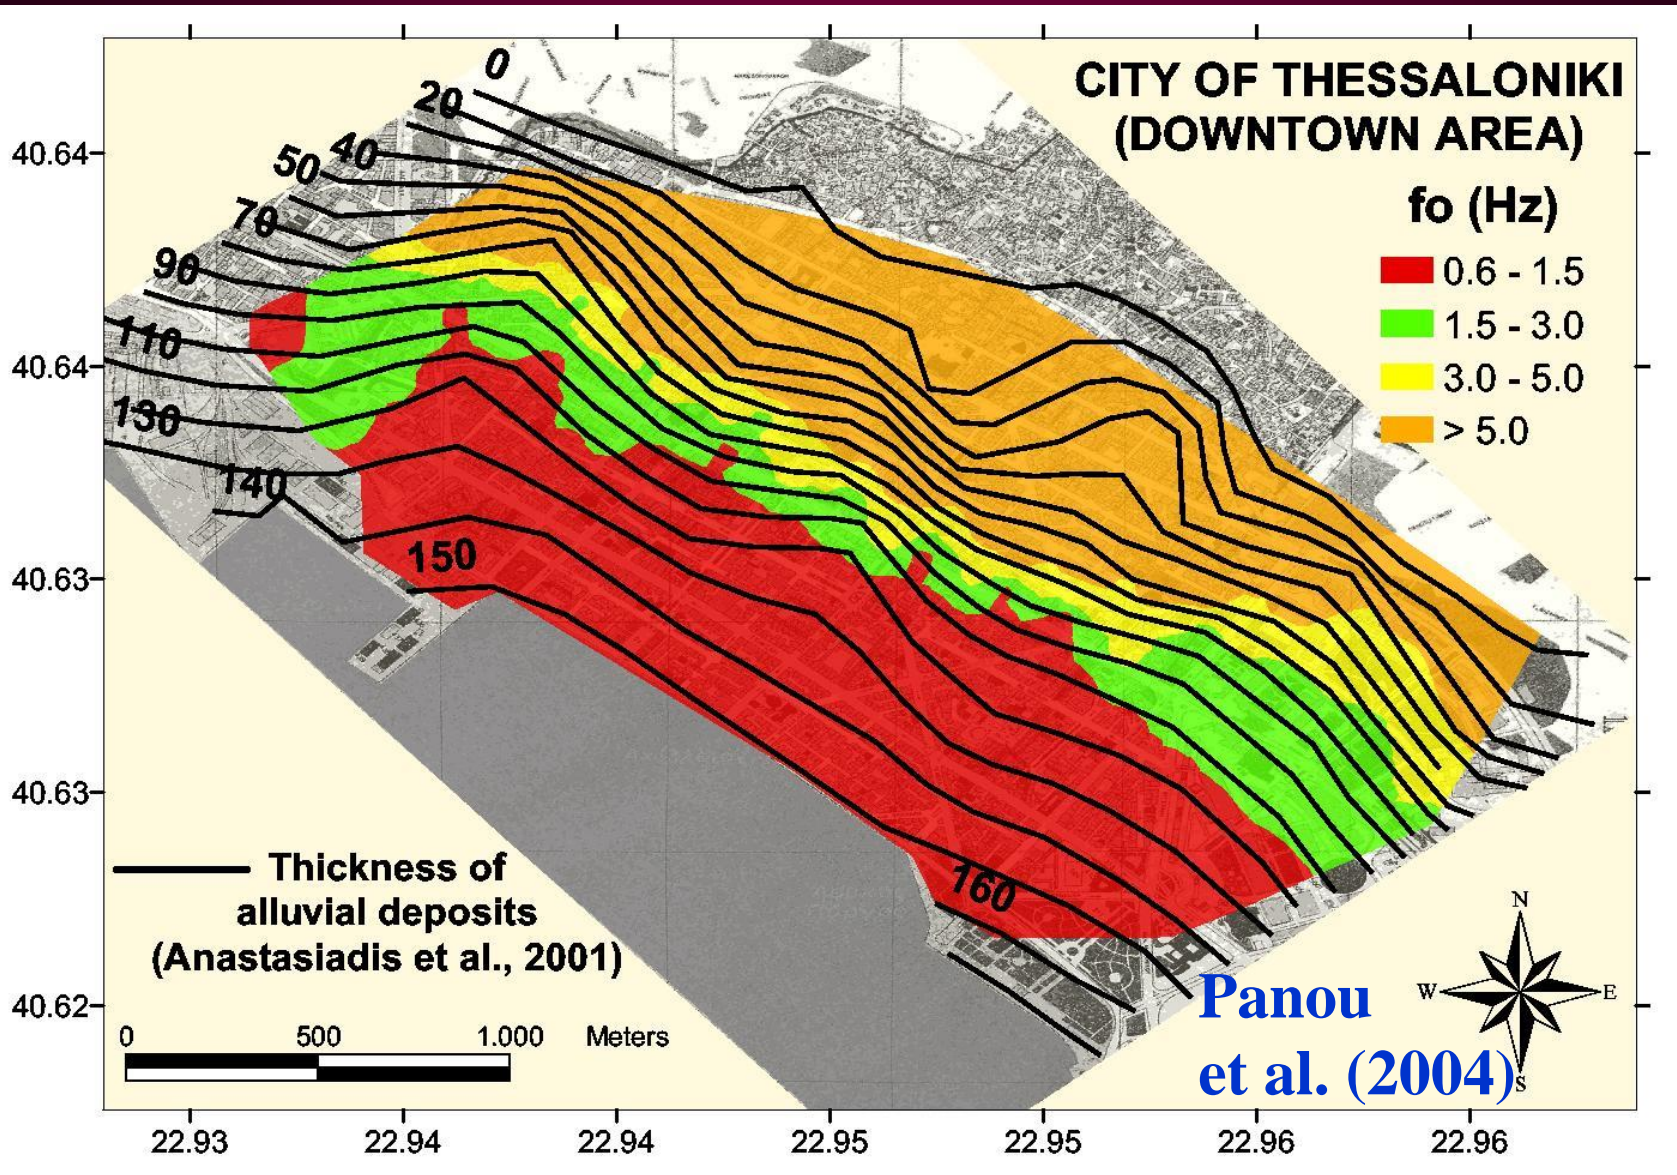 CITY OF THESSALONIKI
(DOWNTOWN AREA)
fo (Hz)
0.6 - 1.5
1.5 - 3.0
3.0 - 5.0
> 5.0
0
20
40
50
70
90
110
130
140
150
160
40.64
40.64
40.63
40.63
40.62
Thickness of
alluvial deposits
(Anastasiadis et al., 2001)
0 500 1.000 Meters
Panou
et al. (2004)
N
W E
S
22.93 22.94 22.94 22.95 22.95 22.96 22.96